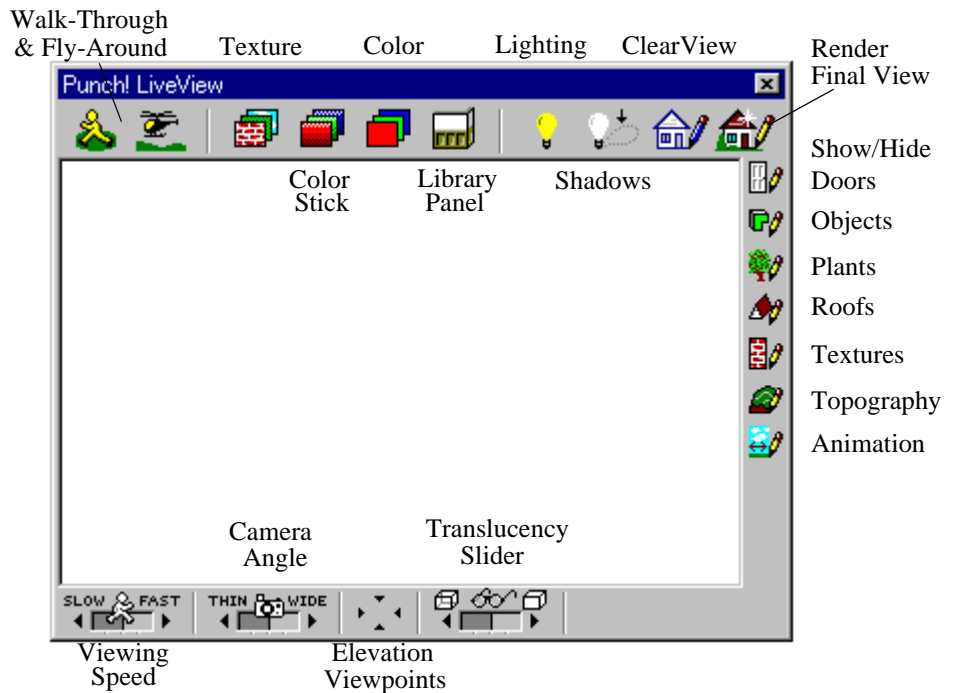 Walk-Through
& Fly-Around
Texture
Color
Lighting
ClearView
Render
Final View
Punch! LiveView
Show/Hide
Color
Stick
Library
Panel
Shadows
Doors
Objects
Plants
Roofs
Textures
Topography
Animation
Camera
Angle
Translucency
Slider
SLOW FAST
THIN WIDE
Viewing
Speed
Elevation
Viewpoints